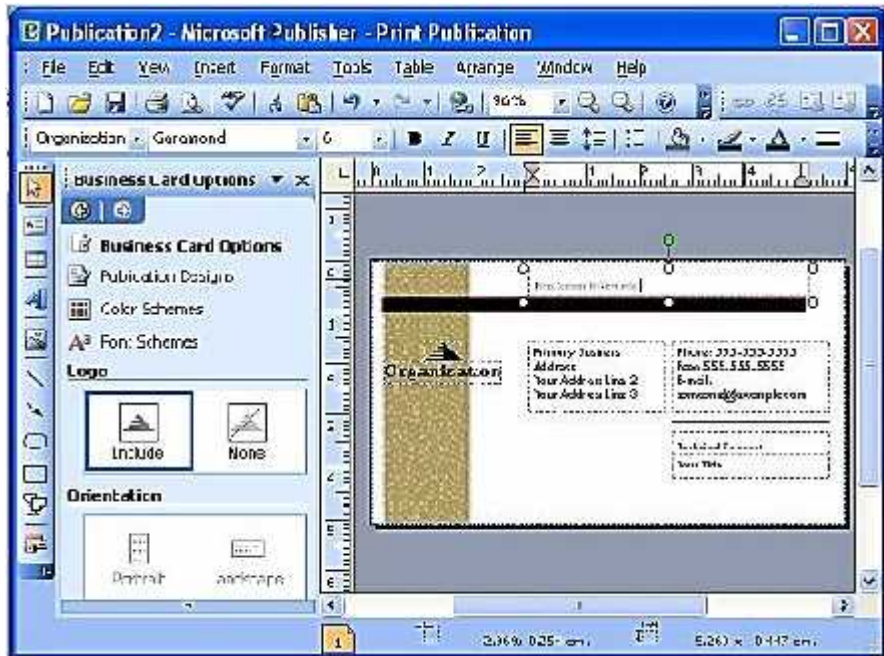 Publication2 - Microsoft Publisher - Print Publication
File Edit View Insert Format Tools Table Arrange Window Help
96%
Organization Garamond 6 B I U
Business Card Options
Business Card Options
Publication Designs
Color Schemes
Font Schemes
Logo
Include None
Orientation
Portrait Landscape
Organization
Primary Business
Address
Your Address Line 2
Your Address Line 3
Phone: 555-555-5555
Fax: 555-555-5555
E-mail:
someone@example.com
Your Title
1